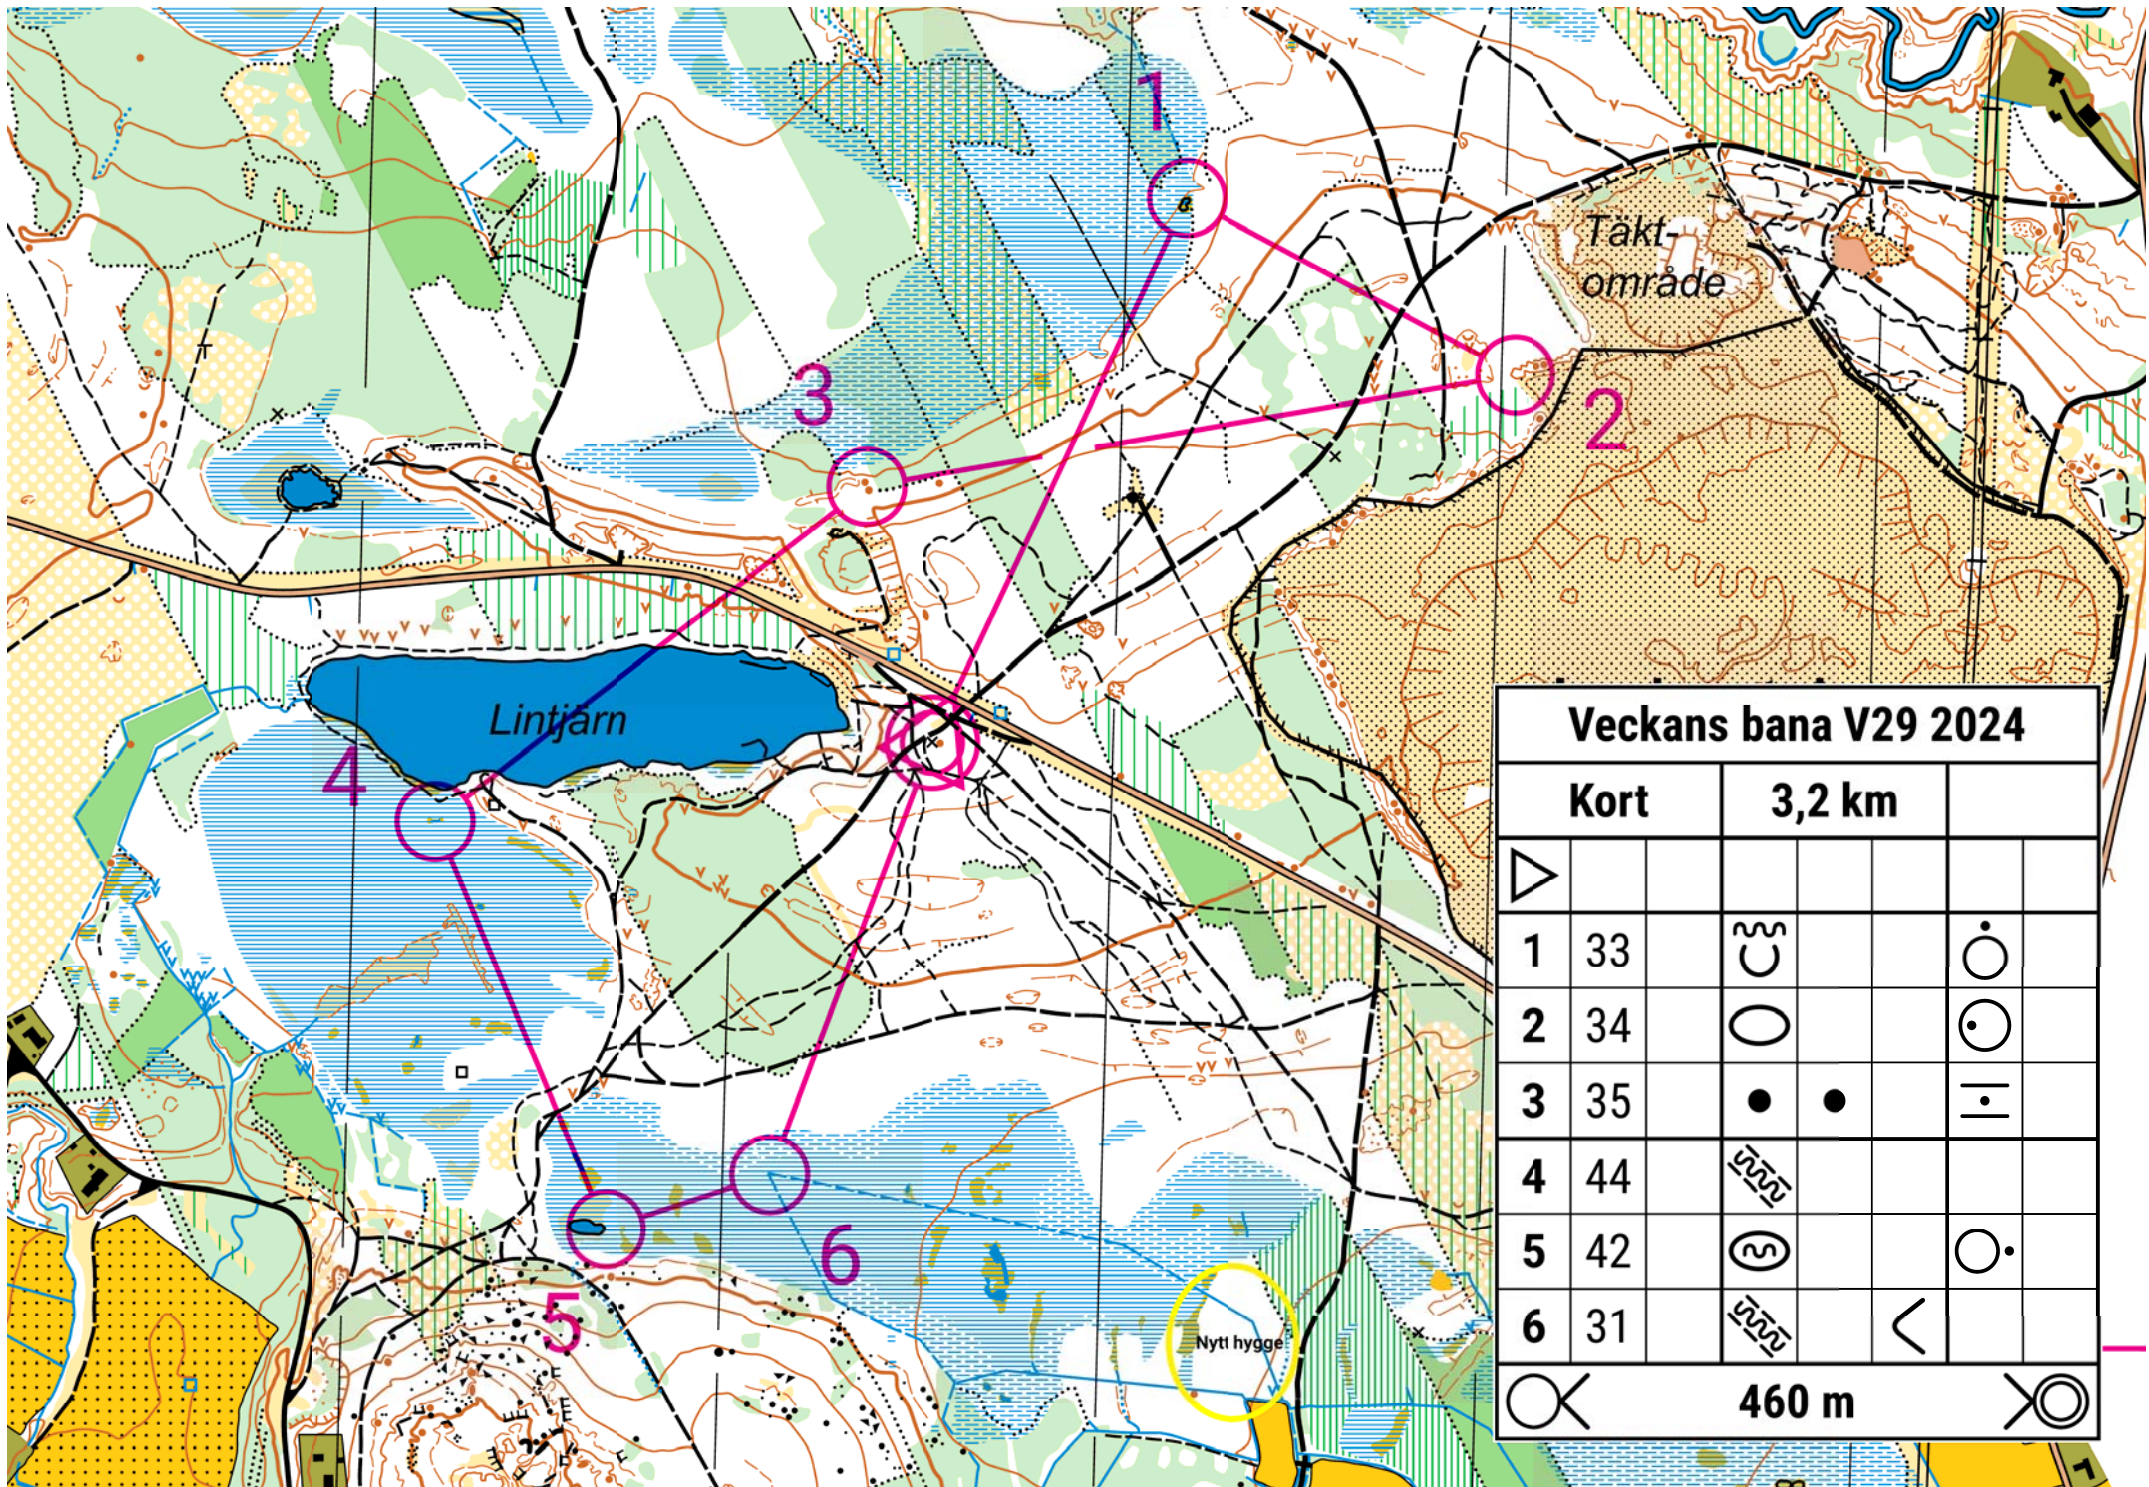 1
Täkt-
område
3
2
Lintjärn
4
6
5
Nytt hygge
Veckans bana V29 2024
Kort 3,2 km
1 33
2 34
3 35
4 44
5 42
6 31
460 m